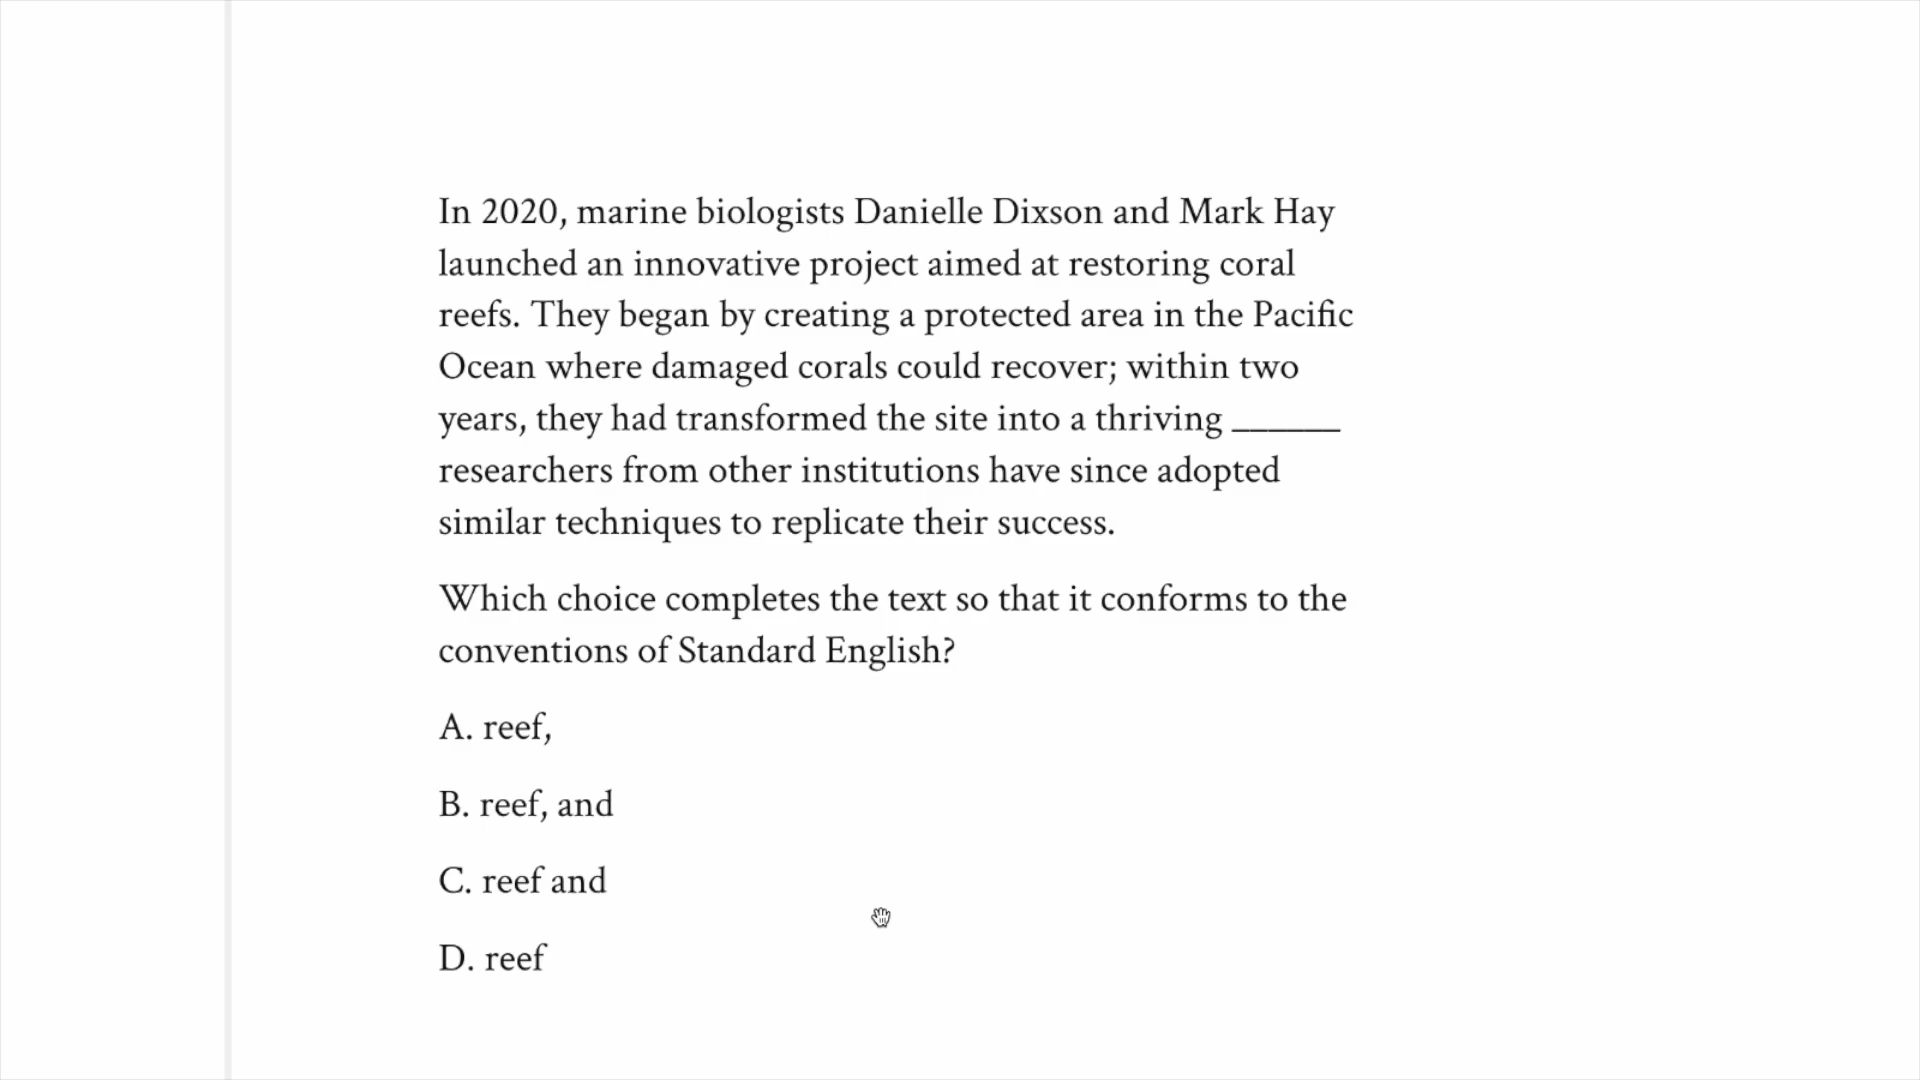 In 2020, marine biologists Danielle Dixson and Mark Hay
launched an innovative project aimed at restoring coral
reefs. They began by creating a protected area in the Pacific
Ocean where damaged corals could recover; within two
years, they had transformed the site into a thriving ______
researchers from other institutions have since adopted
similar techniques to replicate their success.
Which choice completes the text so that it conforms to the
conventions of Standard English?
A. reef,
B. reef, and
C. reef and
D. reef